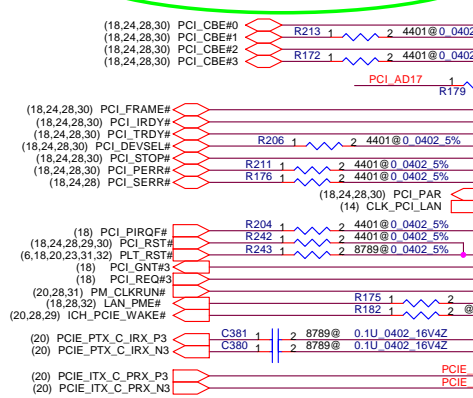 (18,24,28,30) PCI_CBE#0
(18,24,28,30) PCI_CBE#1 R213 1 2 4401@ 0_0402
(18,24,28,30) PCI_CBE#2
(18,24,28,30) PCI_CBE#3 R172 1 2 4401@ 0_0402
PCI_AD17 1
R179
(18,24,28,30) PCI_FRAME#
(18,24,28,30) PCI_IRDY#
(18,24,28,30) PCI_TRDY#
(18,24,28,30) PCI_DEVSEL# R206 1 2 4401@ 0_0402_5%
(18,24,28,30) PCI_STOP#
(18,24,28,30) PCI_PERR# R211 1 2 4401@ 0_0402_5%
(18,24,28) PCI_SERR# R176 1 2 4401@ 0_0402_5%
(18,24,28,30) PCI_PAR
(14) CLK_PCI_LAN
(18) PCI_PIRQF# R204 1 2 4401@ 0_0402_5%
(18,24,28,29,30) PCI_RST# R242 1 2 4401@ 0_0402_5%
(6,18,20,23,31,32) PLT_RST# R243 1 2 8789@ 0_0402_5%
(18) PCI_GNT#3
(18) PCI_REQ#3
(20,28,31) PM_CLKRUN#
(18,28,32) LAN_PME# R175 1 2
(20,28,29) ICH_PCIE_WAKE# R182 1 2 @
(20) PCIE_PTX_C_IRX_P3 C381 1 2 8789@ 0.1U_0402_16V4Z
(20) PCIE_PTX_C_IRX_N3 C380 1 2 8789@ 0.1U_0402_16V4Z
(20) PCIE_ITX_C_PRX_P3 PCIE_
(20) PCIE_ITX_C_PRX_N3 PCIE_